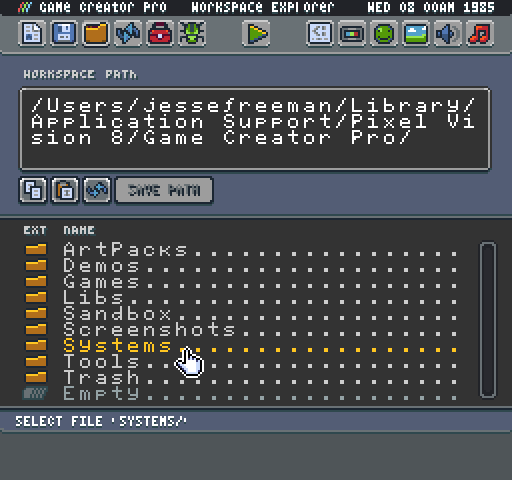 GAME CREATOR PRO WORKSPACE EXPLORER WED 08 00AM 1985
WORKSPACE PATH
/Users/jessefreeman/Library/
Application Support/Pixel Vi
sion 8/Game Creator Pro/
SAVE PATH
EXT NAME
ArtPacks....................
Demos.......................
Games.......................
Libs........................
Sandbox.....................
Screenshots.................
Systems.....................
Tools.......................
Trash.......................
Empty.......................
SELECT FILE 'SYSTEMS/'